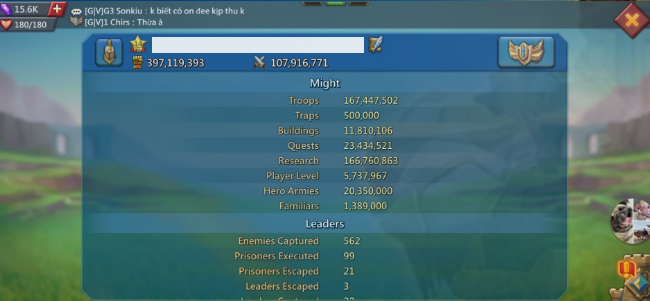 15.6K
180/180
[G]V]G3 Sonkiu : k biết có on đee kịp thu k
[G]V]1 Chirs : Thừa à
397,119,393
107,916,771
Might
Troops 167,447,502
Traps 500,000
Buildings 11,810,106
Quests 23,434,521
Research 166,760,863
Player Level 5,737,967
Hero Armies 20,350,000
Familiars 1,389,000
Leaders
Enemies Captured 562
Prisoners Executed 99
Prisoners Escaped 21
Leaders Escaped 3